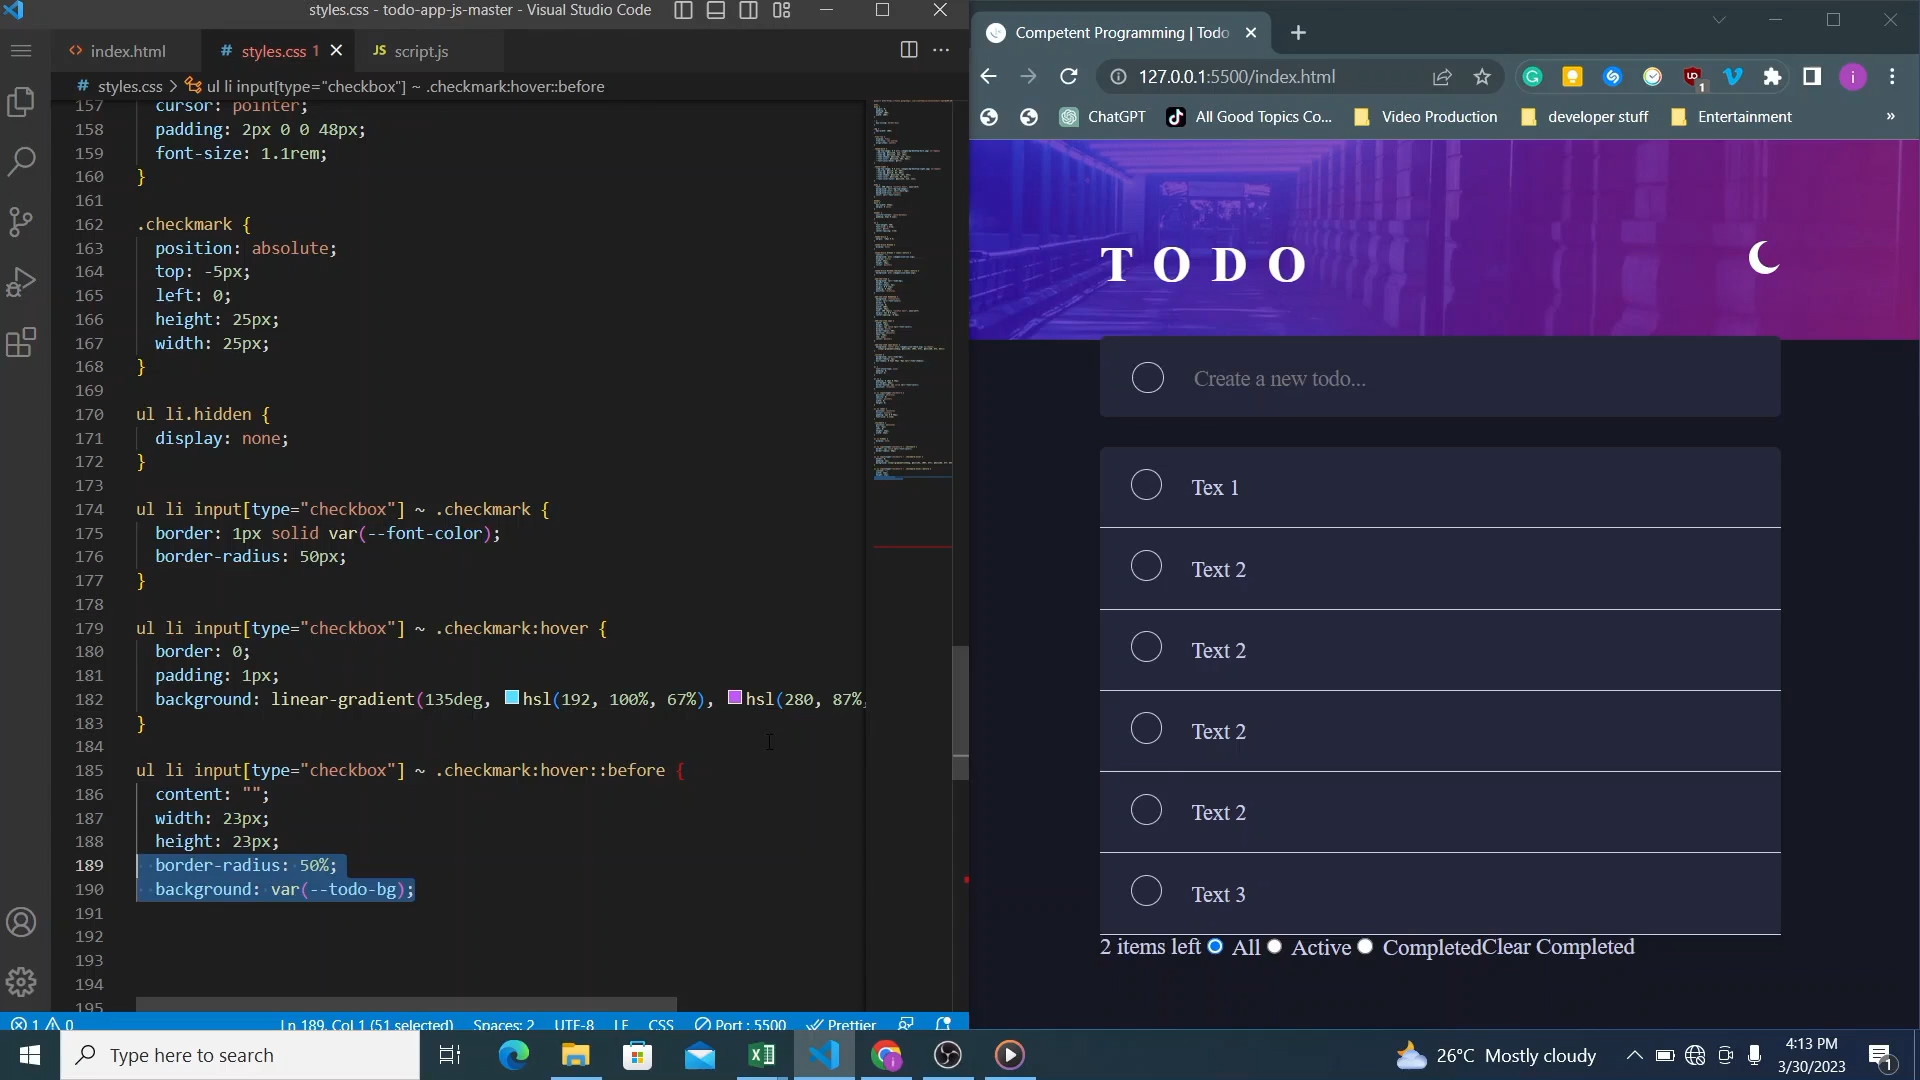 styles.css - todo-app-js-master - Visual Studio Code
<> index.html
# styles.css 1
JS script.js
# styles.css > ul li input[type="checkbox"] ~ .checkmark:hover::before
157 cursor: pointer;
158 padding: 2px 0 0 48px;
159 font-size: 1.1rem;
160 }
161
162 .checkmark {
163 position: absolute;
164 top: -5px;
165 left: 0;
166 height: 25px;
167 width: 25px;
168 }
169
170 ul li.hidden {
171 display: none;
172 }
173
174 ul li input[type="checkbox"] ~ .checkmark {
175 border: 1px solid var(--font-color);
176 border-radius: 50px;
177 }
178
179 ul li input[type="checkbox"] ~ .checkmark:hover {
180 border: 0;
181 padding: 1px;
182 background: linear-gradient(135deg, hsl(192, 100%, 67%), hsl(280, 87%,
183 }
184
185 ul li input[type="checkbox"] ~ .checkmark:hover::before {
186 content: "";
187 width: 23px;
188 height: 23px;
189 border-radius: 50%;
190 background: var(--todo-bg);
191
192
193
194
195
1 0
Ln 189, Col 1 (51 selected) Spaces: 2 UTF-8 LF CSS Port : 5500 Prettier
Competent Programming | Todo
127.0.0.1:5500/index.html
1
i
ChatGPT
All Good Topics Co...
Video Production
developer stuff
Entertainment
»
TODO
Create a new todo...
Tex 1
Text 2
Text 2
Text 2
Text 2
Text 3
2 items left All Active CompletedClear Completed
Type here to search
26°C Mostly cloudy
4:13 PM
3/30/2023
1